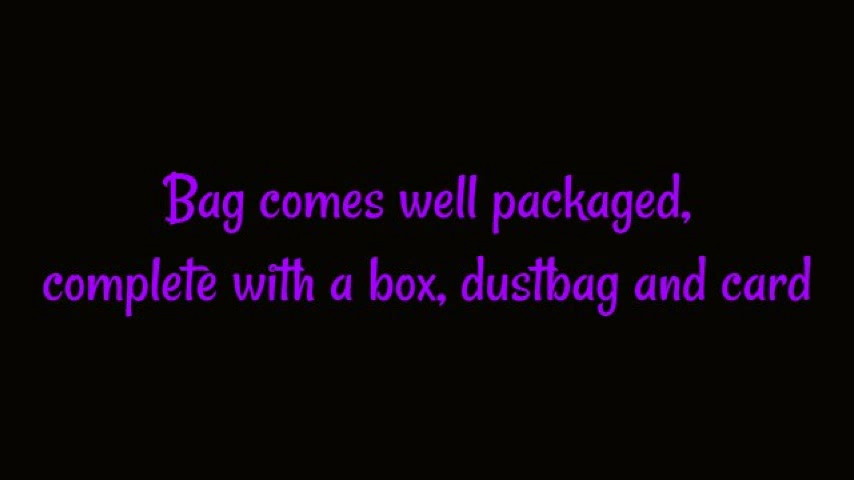 Bag comes well packaged,
complete with a box, dustbag and card